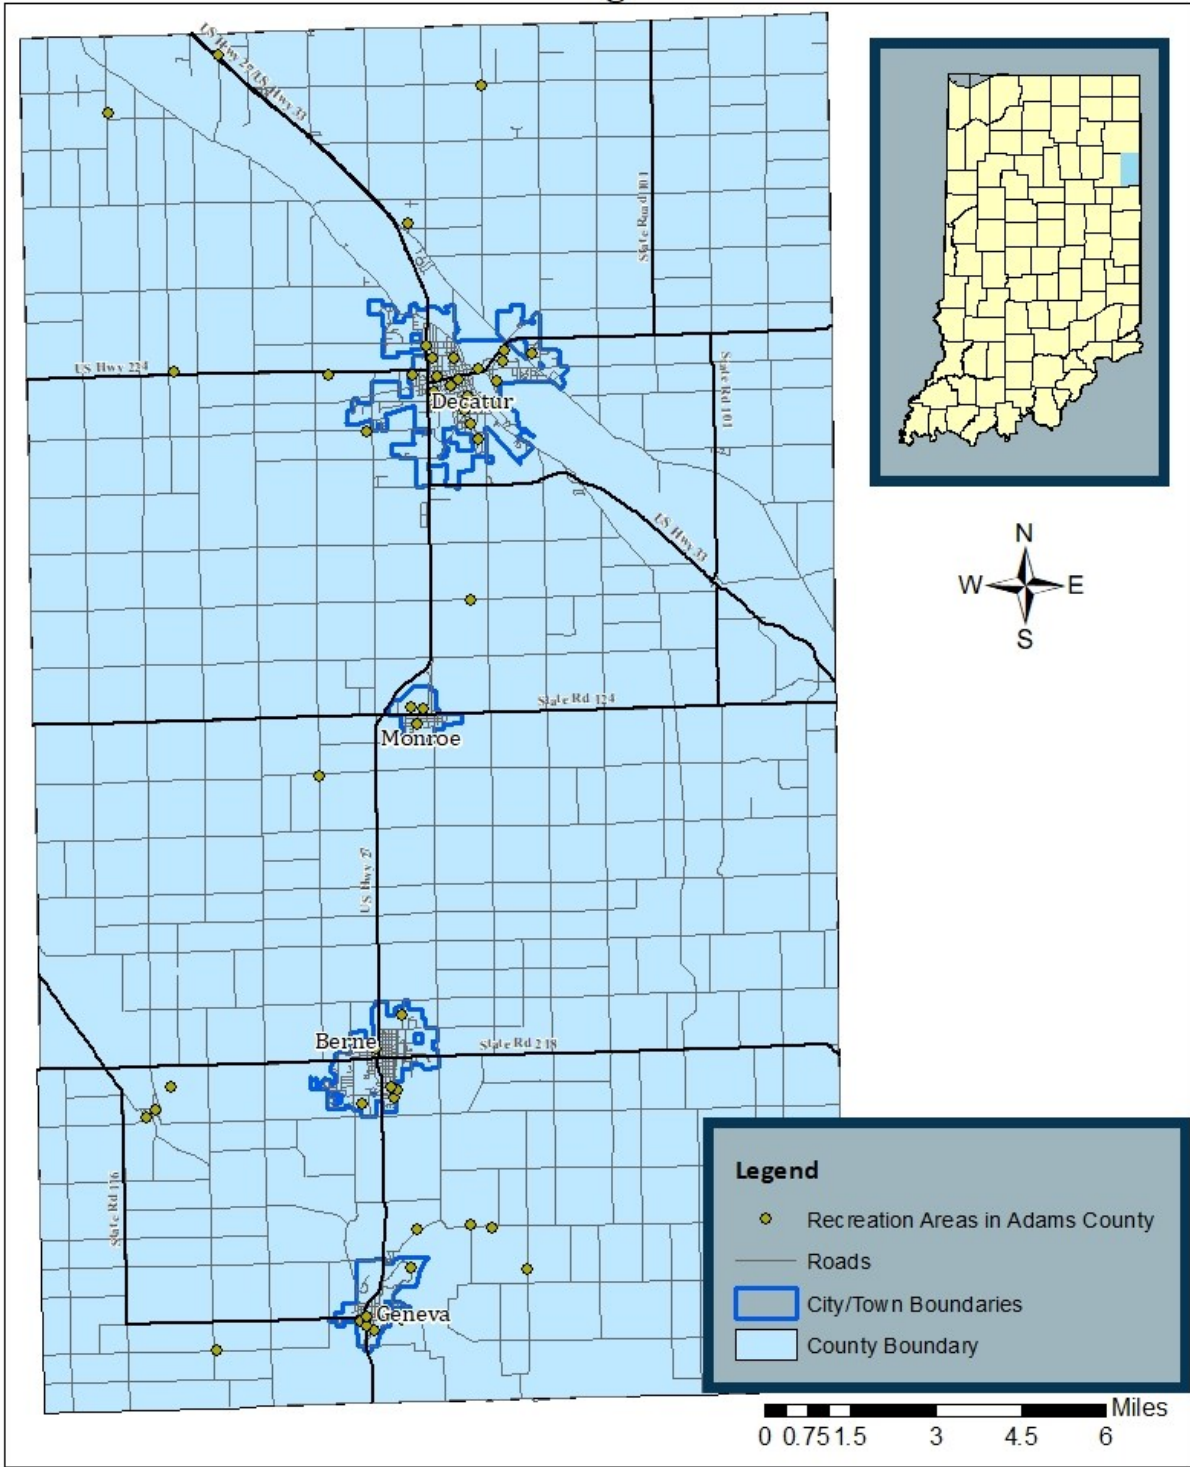 US Hwy 27/US Hwy 33
State Road 101
US Hwy 224
State Rd 101
Decatur
US Hwy 33
State Rd 124
Monroe
US Hwy 27
Berne
State Rd 218
State Rd 116
Geneva
N
W E
S
Legend
Recreation Areas in Adams County
Roads
City/Town Boundaries
County Boundary
Miles
0 0.75 1.5 3 4.5 6